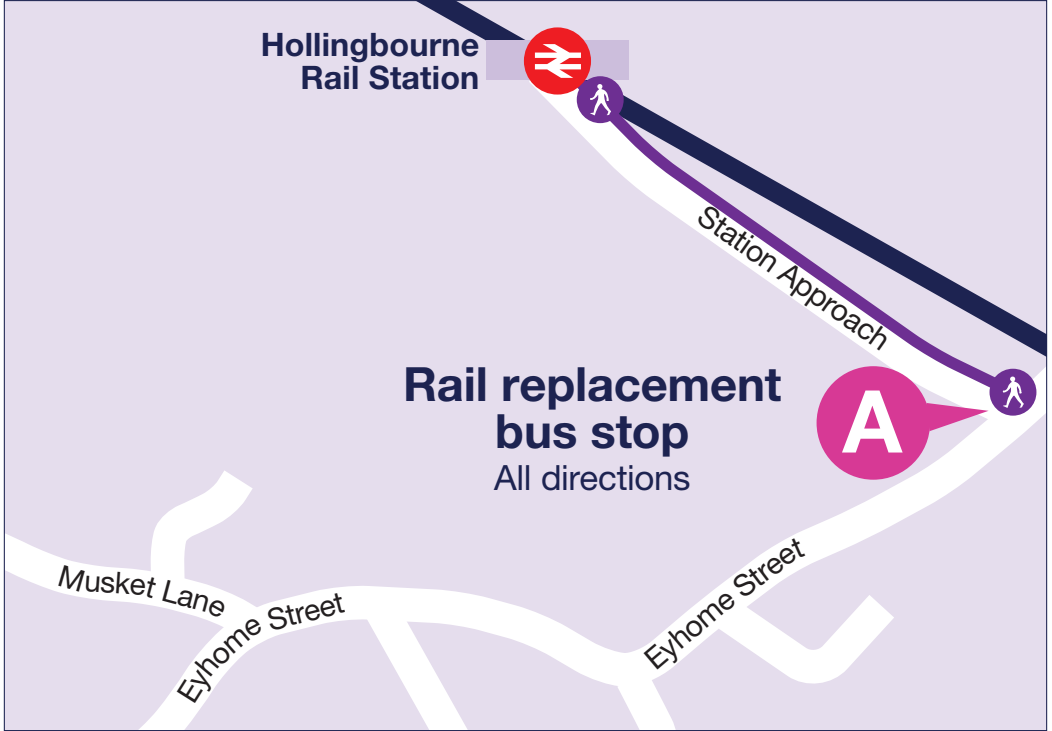 Hollingbourne
Rail Station
Station Approach
Rail replacement
bus stop
All directions
A
Musket Lane
Eyhome Street
Eyhome Street